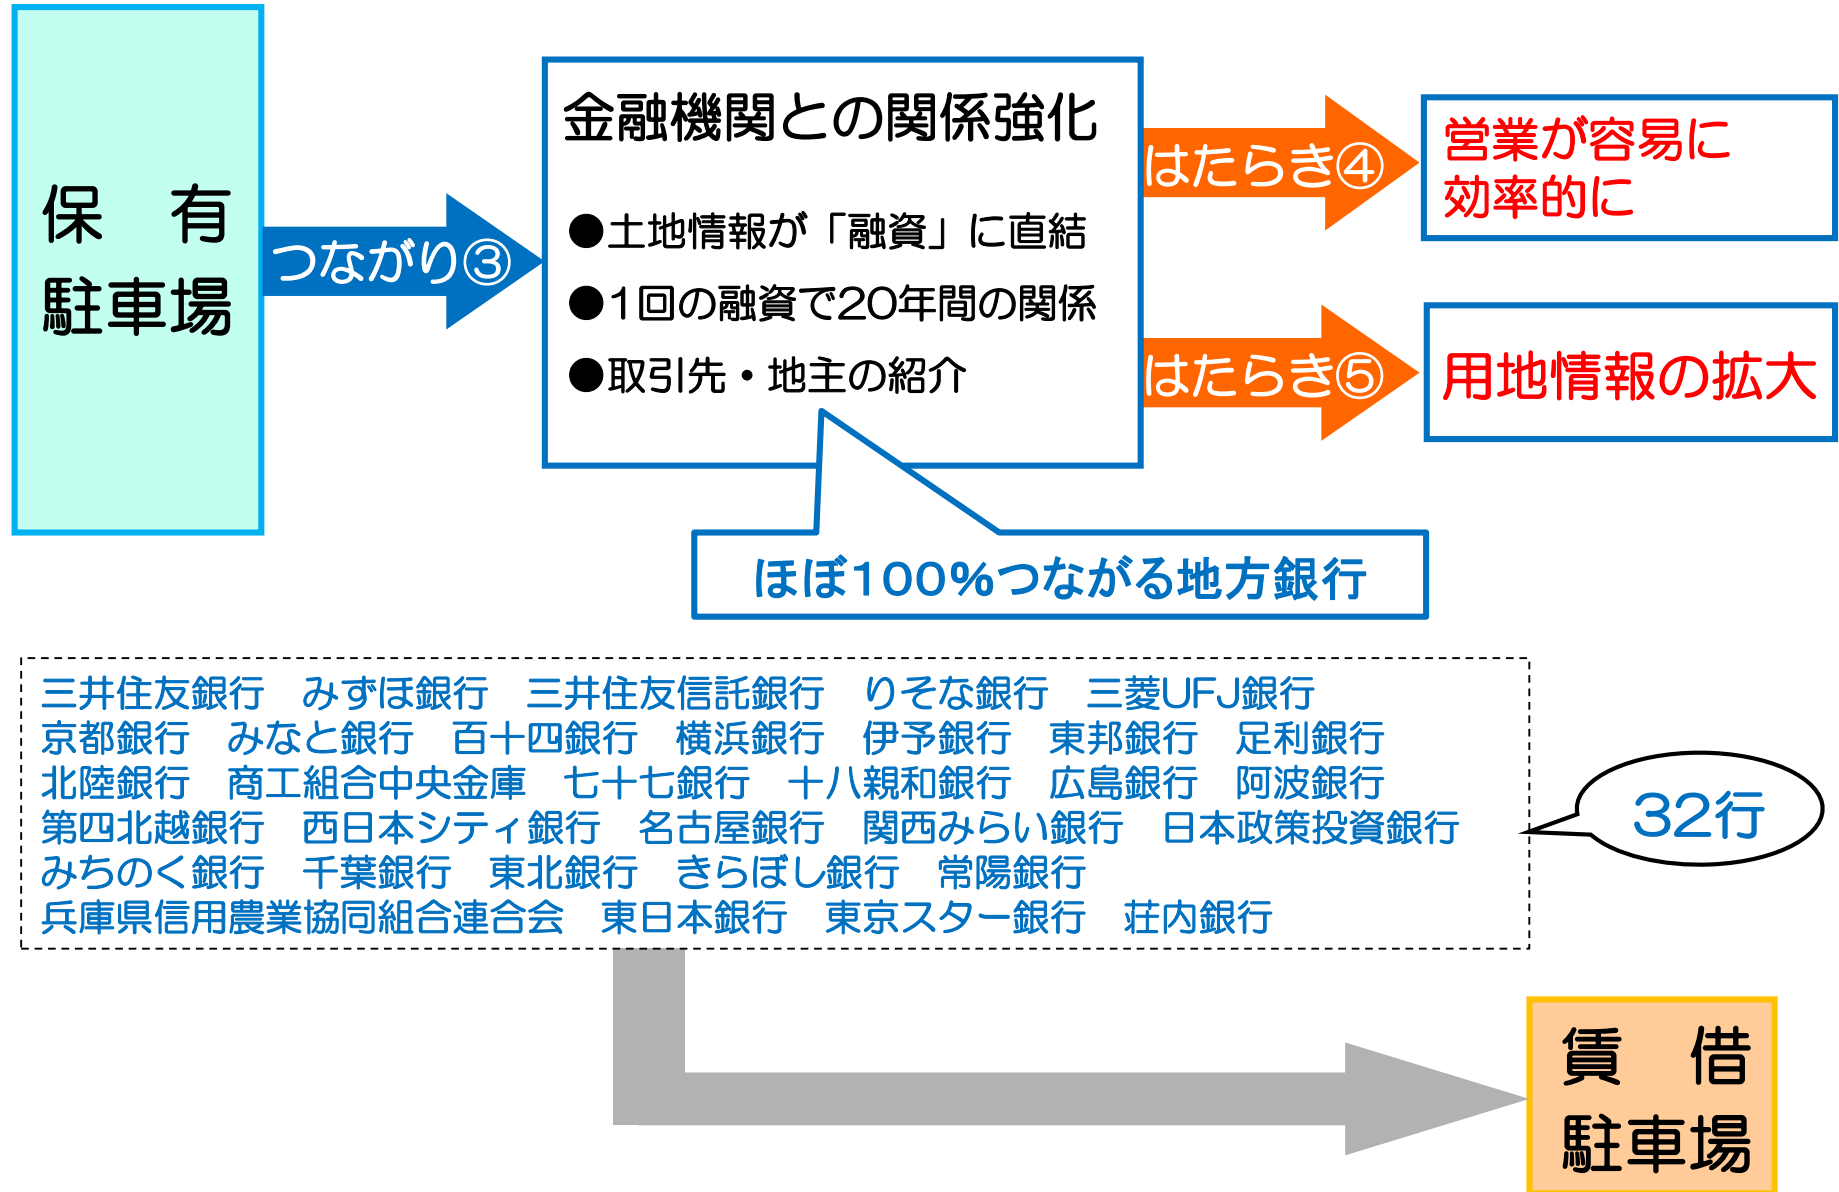 保　有
駐車場
つながり③
金融機関との関係強化
●土地情報が「融資」に直結
●1回の融資で20年間の関係
●取引先・地主の紹介
はたらき④
営業が容易に
効率的に
はたらき⑤
用地情報の拡大
ほぼ100%つながる地方銀行
三井住友銀行　みずほ銀行　三井住友信託銀行　りそな銀行　三菱UFJ銀行
京都銀行　みなと銀行　百十四銀行　横浜銀行　伊予銀行　東邦銀行　足利銀行
北陸銀行　商工組合中央金庫　七十七銀行　十八親和銀行　広島銀行　阿波銀行
第四北越銀行　西日本シティ銀行　名古屋銀行　関西みらい銀行　日本政策投資銀行
みちのく銀行　千葉銀行　東北銀行　きらぼし銀行　常陽銀行
兵庫県信用農業協同組合連合会　東日本銀行　東京スター銀行　荘内銀行
32行
賃　借
駐車場